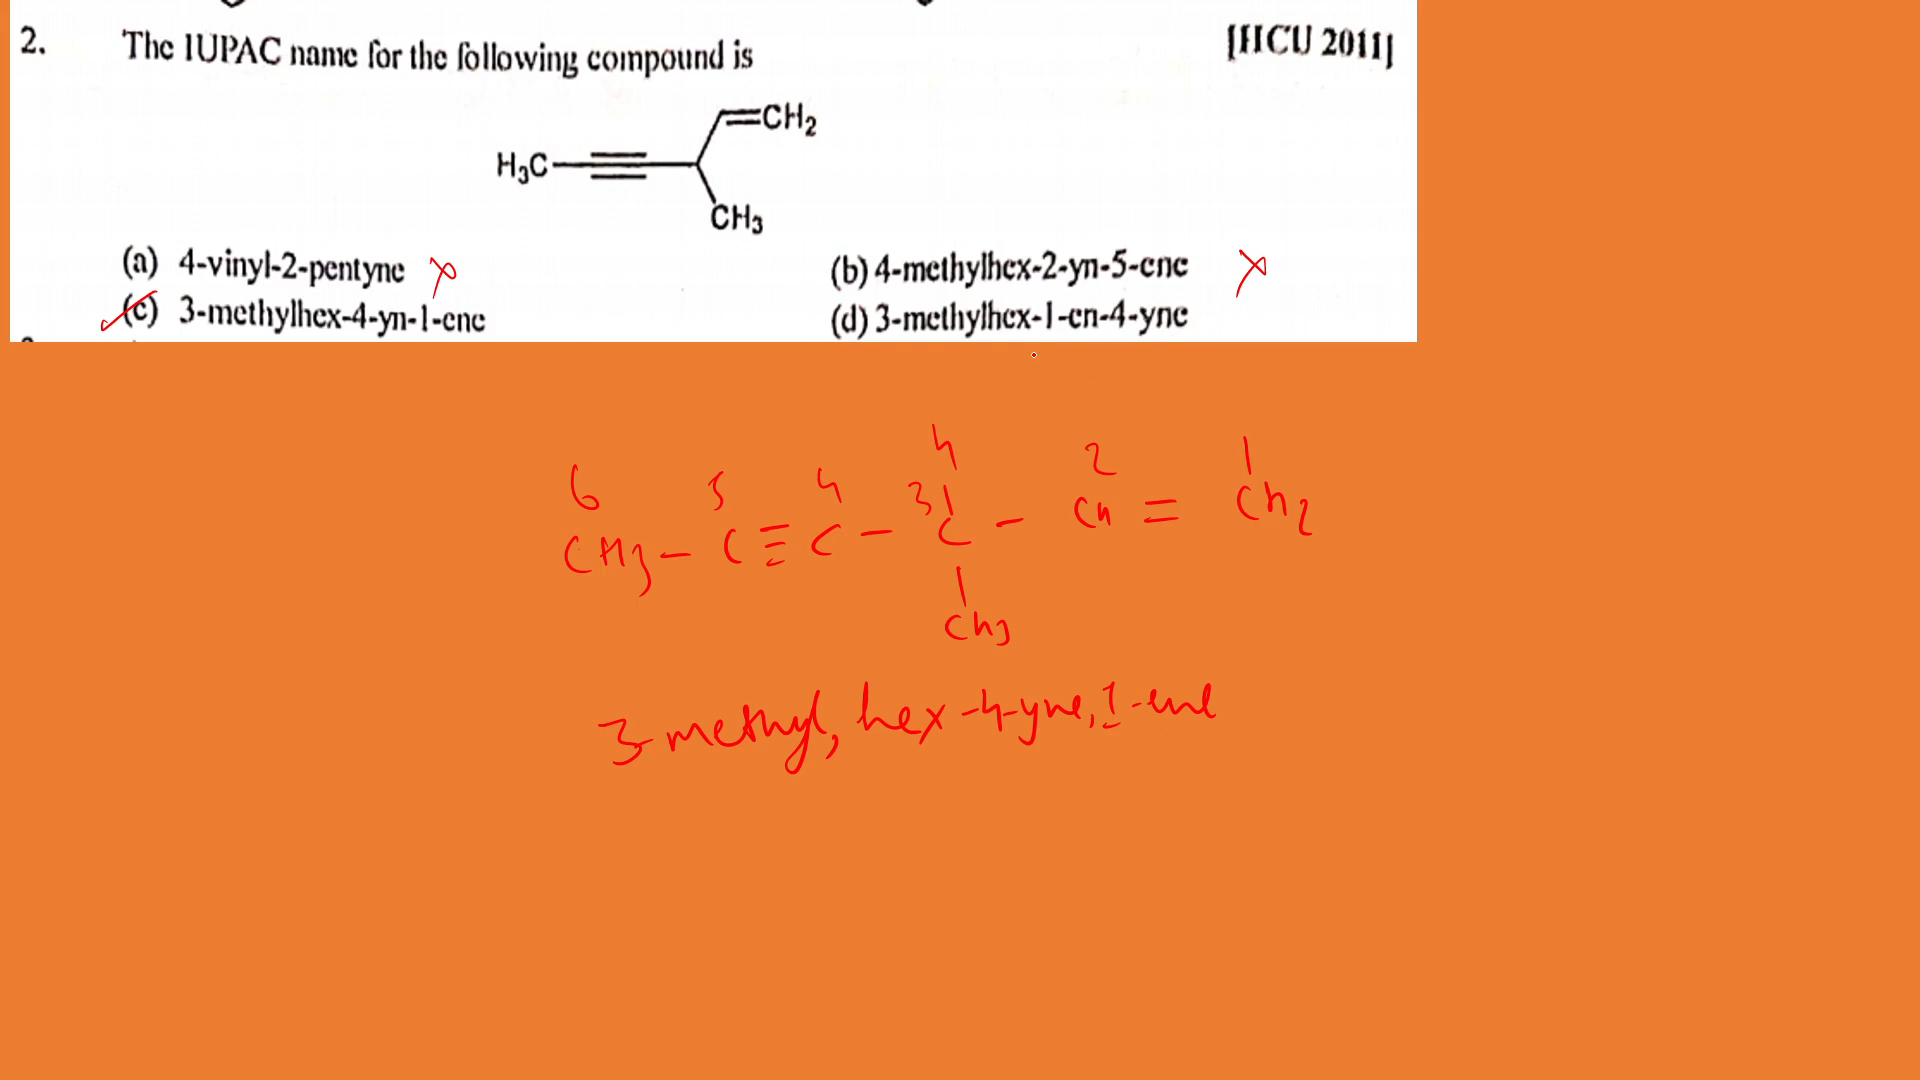 2. The IUPAC name for the following compound is [HCU 2011]
CH₂
H₃C
CH₃
(a) 4-vinyl-2-pentyne (b) 4-methylhex-2-yn-5-ene
(c) 3-methylhex-4-yn-1-ene (d) 3-methylhex-1-en-4-yne
6 5 4 3 H 2 1
CH3 - C ≡ C - C - CH = CH2
CH3
3-methyl, hex-4-yne, 1-ene